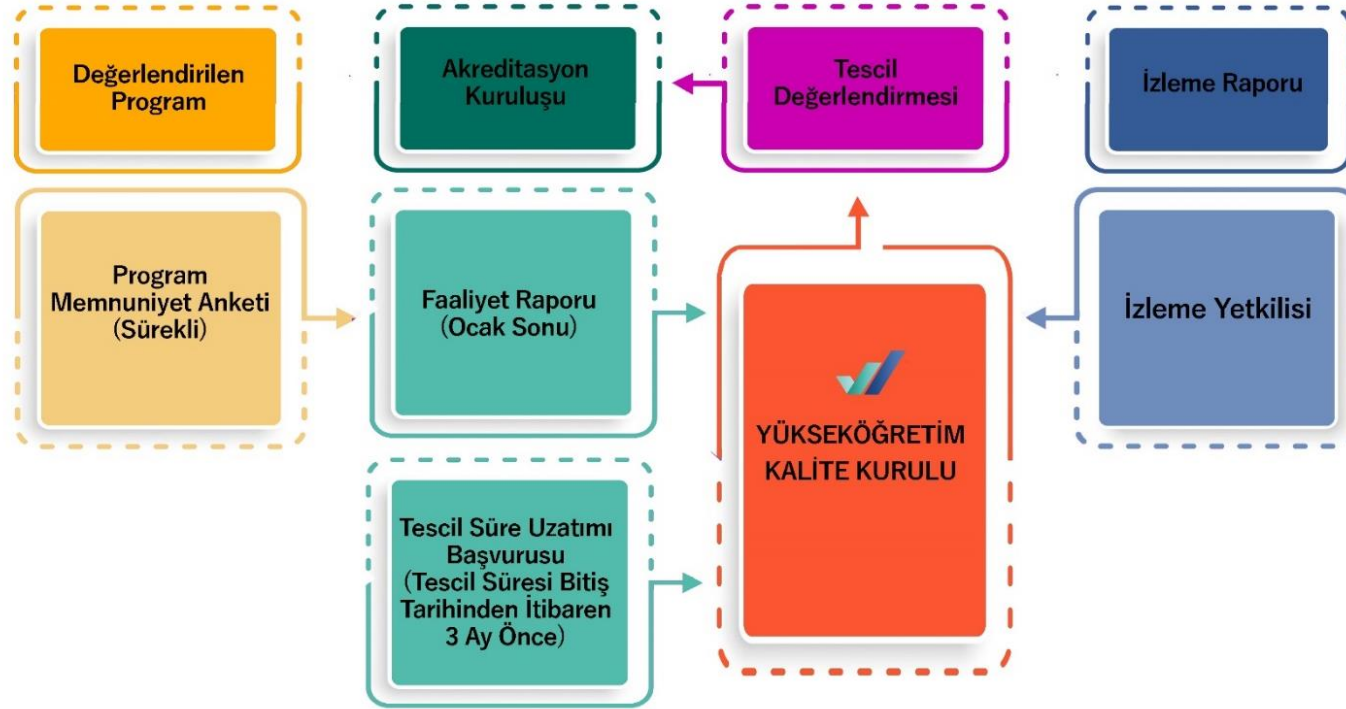 Değerlendirilen
Program
Akreditasyon
Kuruluşu
Tescil
Değerlendirmesi
İzleme Raporu
Program
Memnuniyet Anketi
(Sürekli)
Faaliyet Raporu
(Ocak Sonu)
YÜKSEKÖĞRETİM
KALİTE KURULU
İzleme Yetkilisi
Tescil Süre Uzatımı
Başvurusu
(Tescil Süresi Bitiş
Tarihinden İtibaren
3 Ay Önce)